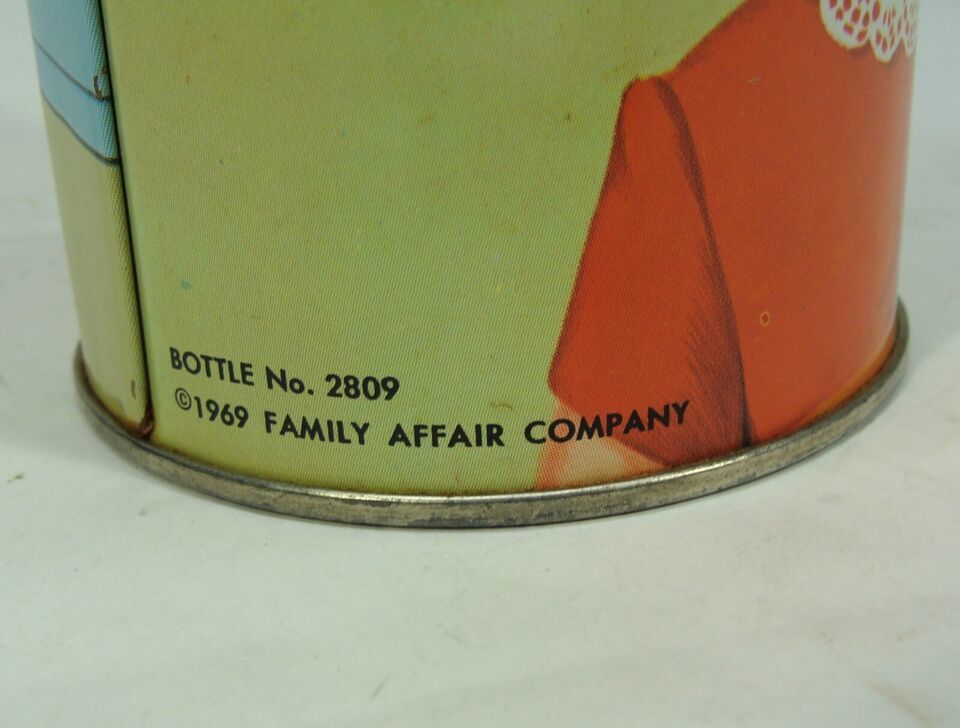 BOTTLE No. 2809
©1969 FAMILY AFFAIR COMPANY